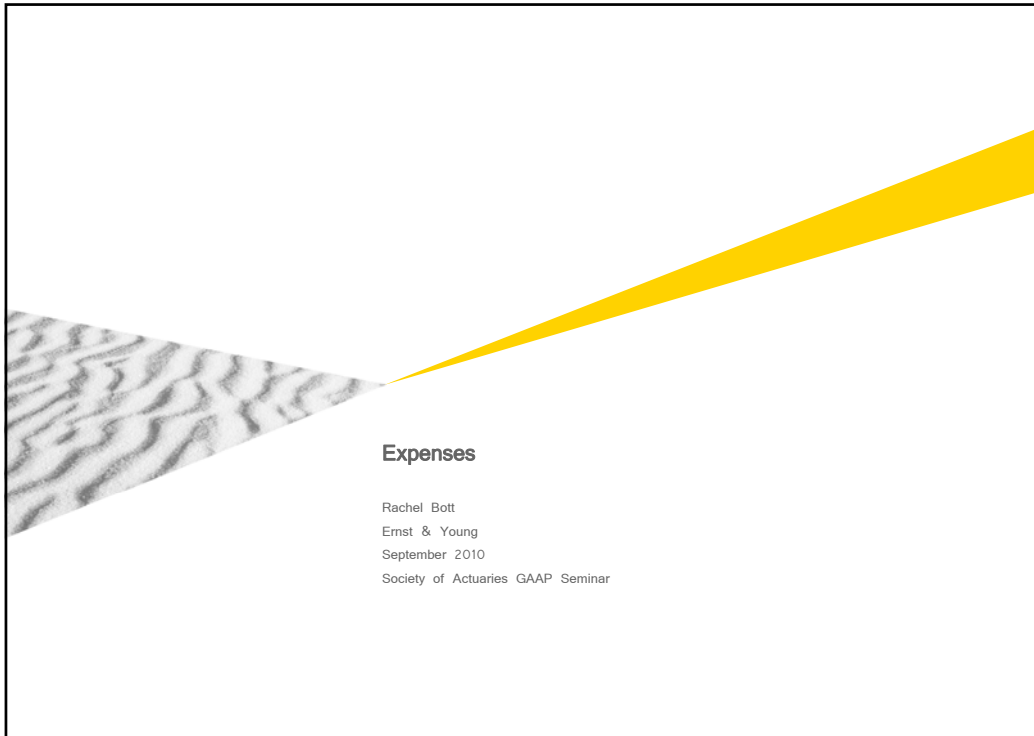 Expenses
Rachel Bott
Ernst & Young
September 2010
Society of Actuaries GAAP Seminar